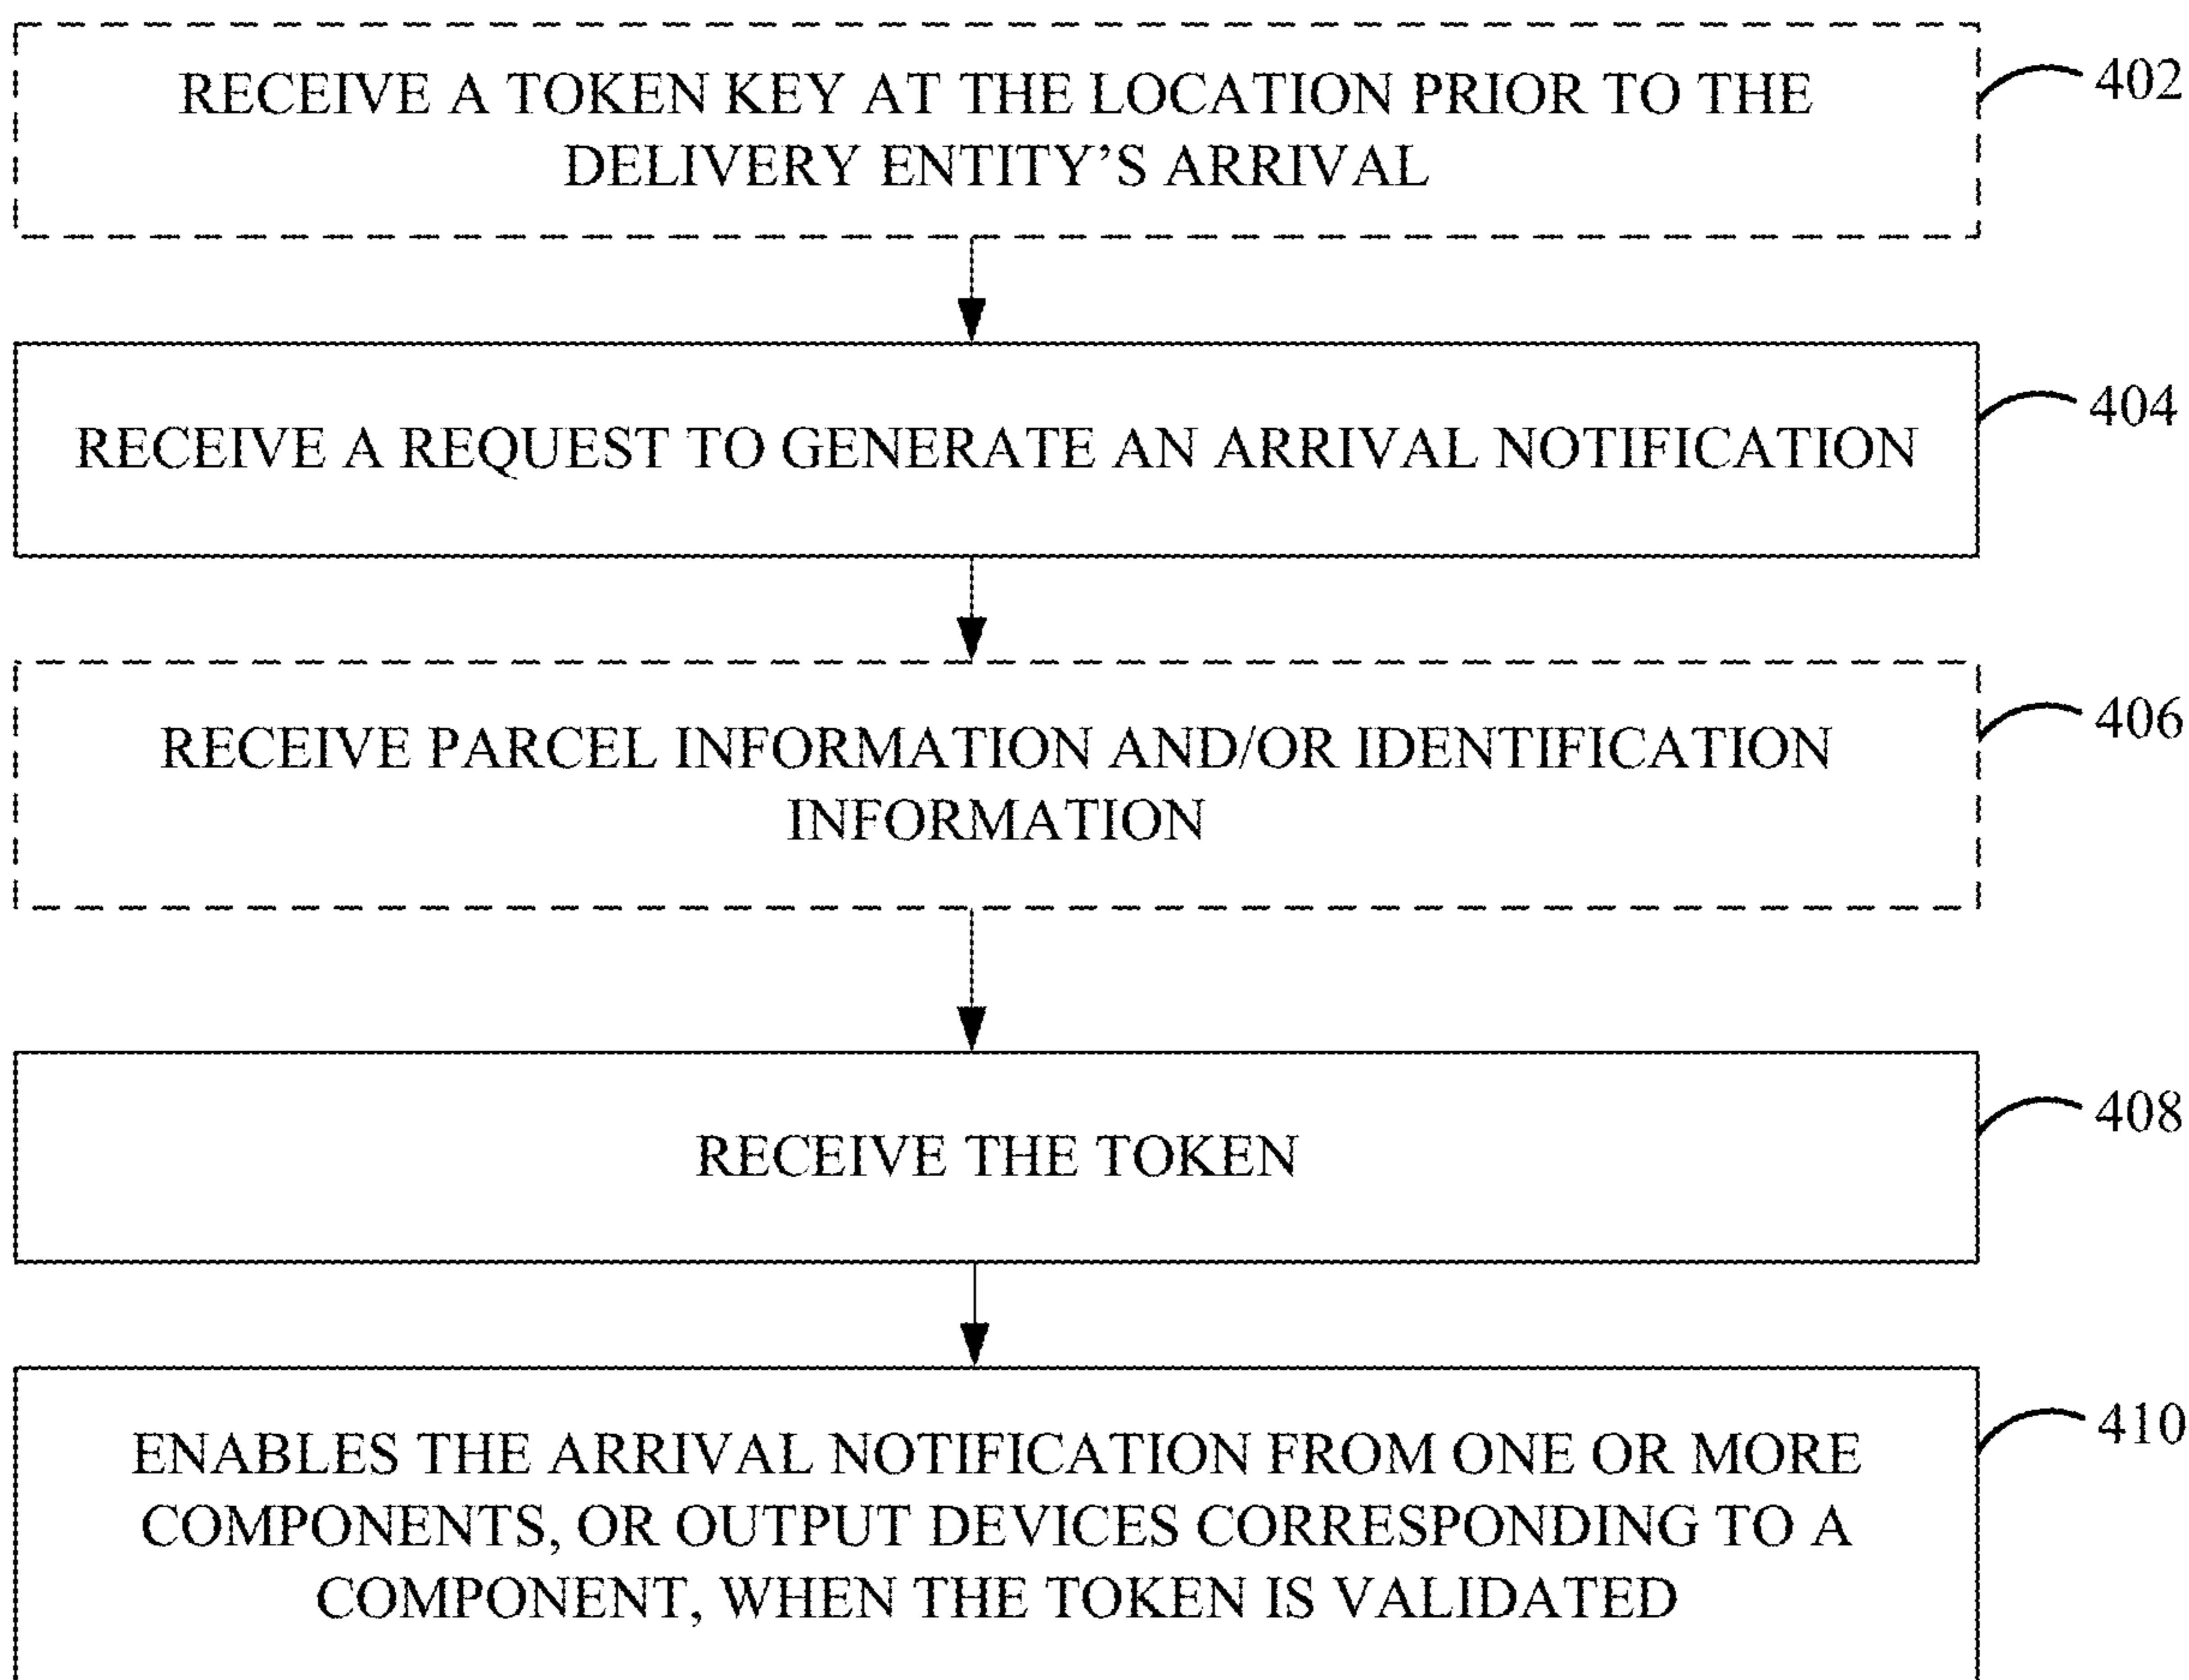 RECEIVE A TOKEN KEY AT THE LOCATION PRIOR TO THE
DELIVERY ENTITY’S ARRIVAL
402
RECEIVE A REQUEST TO GENERATE AN ARRIVAL NOTIFICATION
404
RECEIVE PARCEL INFORMATION AND/OR IDENTIFICATION
INFORMATION
406
RECEIVE THE TOKEN
408
ENABLES THE ARRIVAL NOTIFICATION FROM ONE OR MORE
COMPONENTS, OR OUTPUT DEVICES CORRESPONDING TO A
COMPONENT, WHEN THE TOKEN IS VALIDATED
410